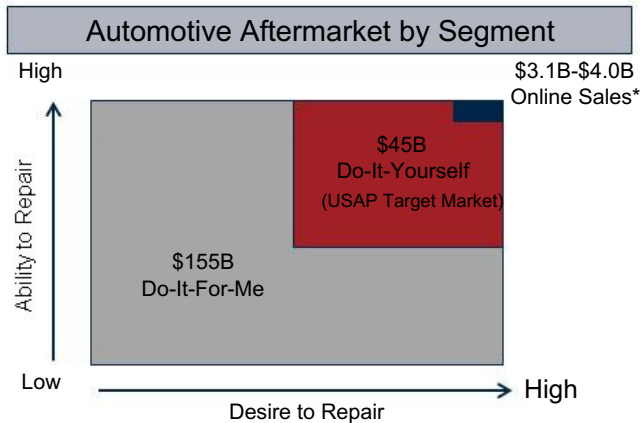 Automotive Aftermarket by Segment
High
$3.1B-$4.0B
Online Sales*
$45B
Do-It-Yourself
(USAP Target Market)
Ability to Repair
$155B
Do-It-For-Me
Low
High
Desire to Repair